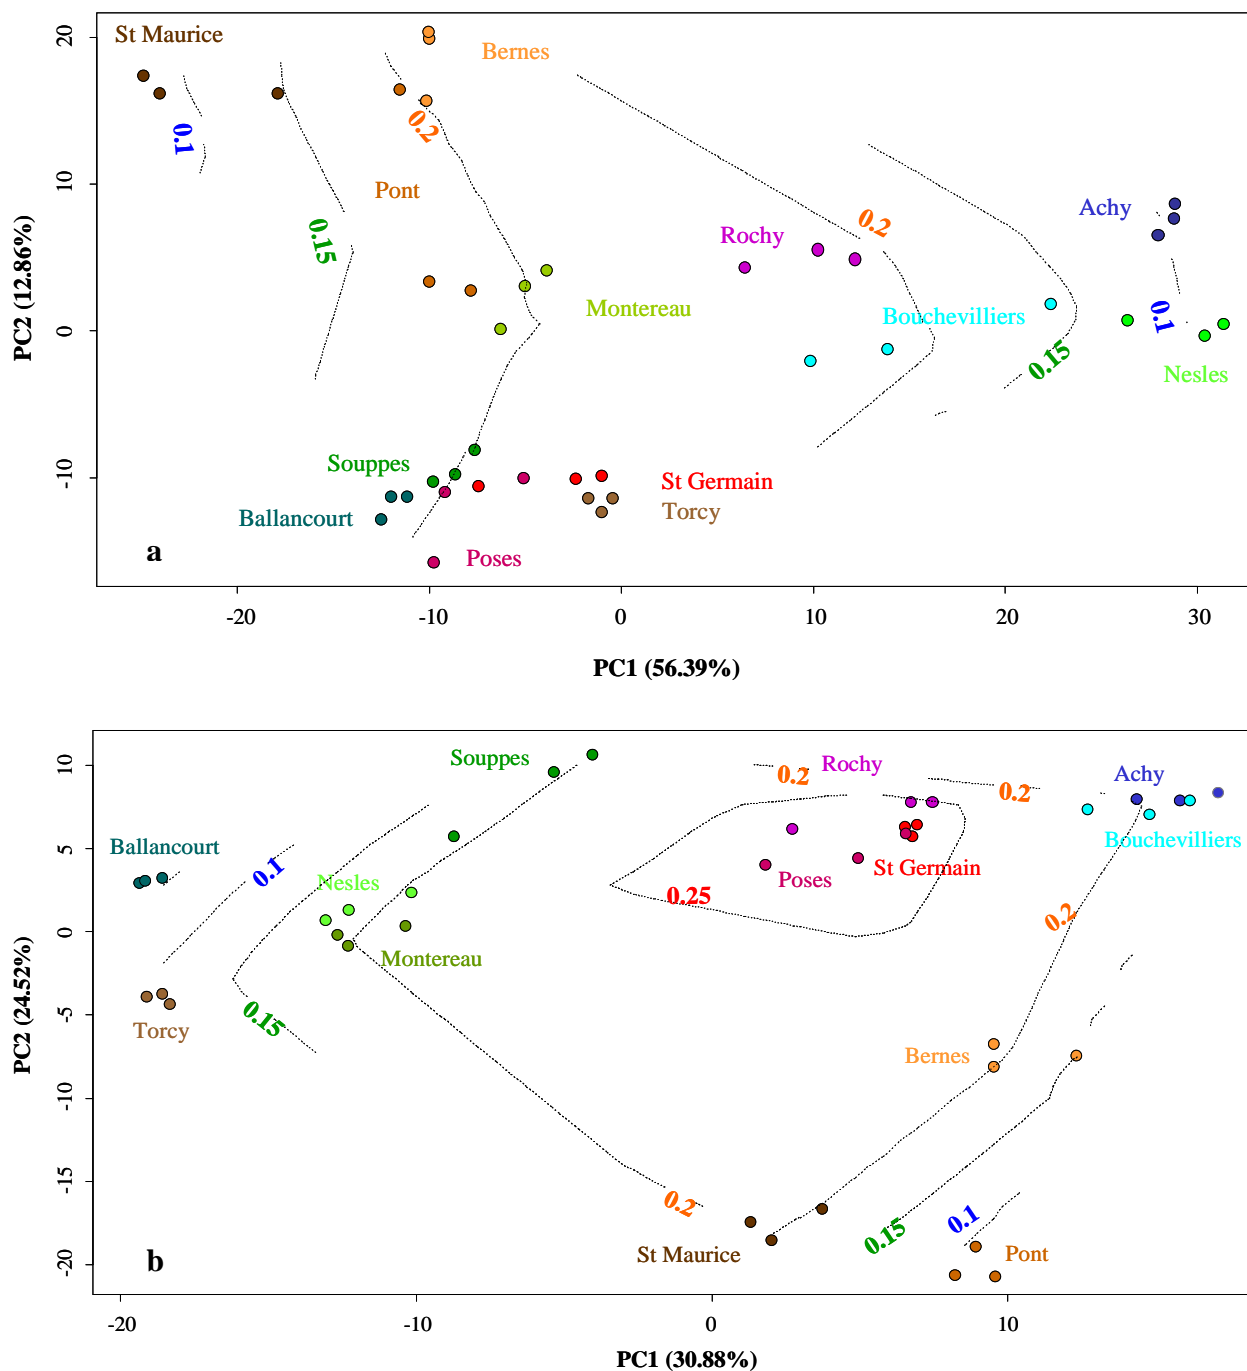 St Maurice
Bernes
0.1
0.2
Pont
0.15
Achy
0.2
Rochy
Montereau
Bouchevilliers
0.1
0.15
Nesles
Souppes
St Germain
Ballancourt
Torcy
Poses
a
PC2 (12.86%)
20
10
0
-10
-20
-10
0
10
20
30
PC1 (56.39%)
Souppes
Rochy
0.2
Achy
0.2
Ballancourt
Bouchevilliers
0.1
St Germain
Nesles
Poses
0.25
0.2
Montereau
0.15
Torcy
Bernes
0.2
0.1
0.15
St Maurice
Pont
b
PC2 (24.52%)
10
5
0
-5
-10
-15
-20
-20
-10
0
10
PC1 (30.88%)